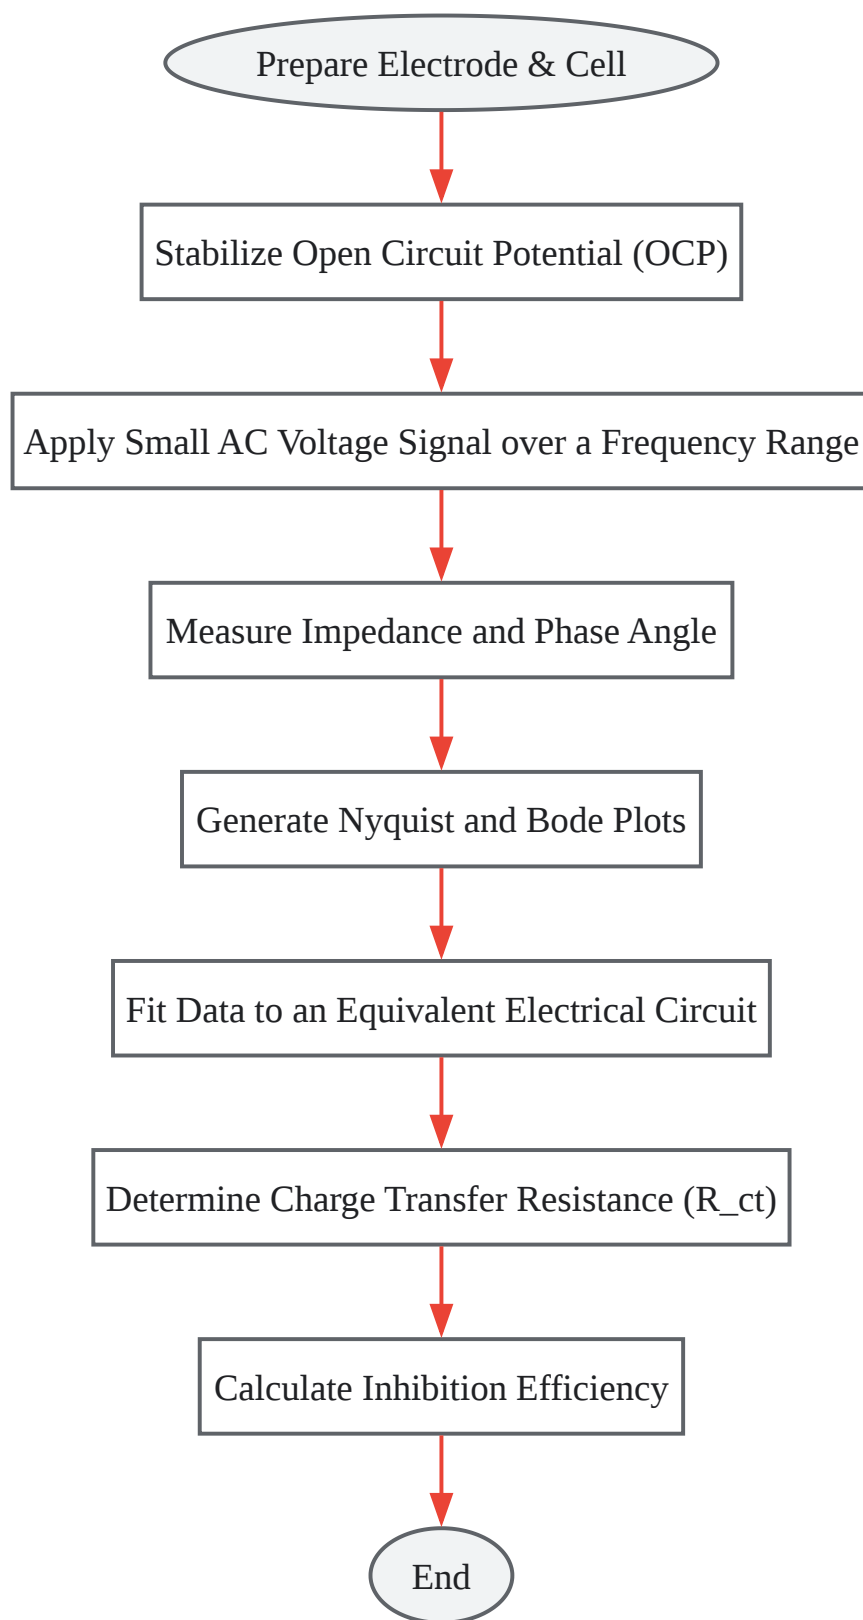 Prepare Electrode & Cell
Stabilize Open Circuit Potential (OCP)
Apply Small AC Voltage Signal over a Frequency Range
Measure Impedance and Phase Angle
Generate Nyquist and Bode Plots
Fit Data to an Equivalent Electrical Circuit
Determine Charge Transfer Resistance (R_ct)
Calculate Inhibition Efficiency
End